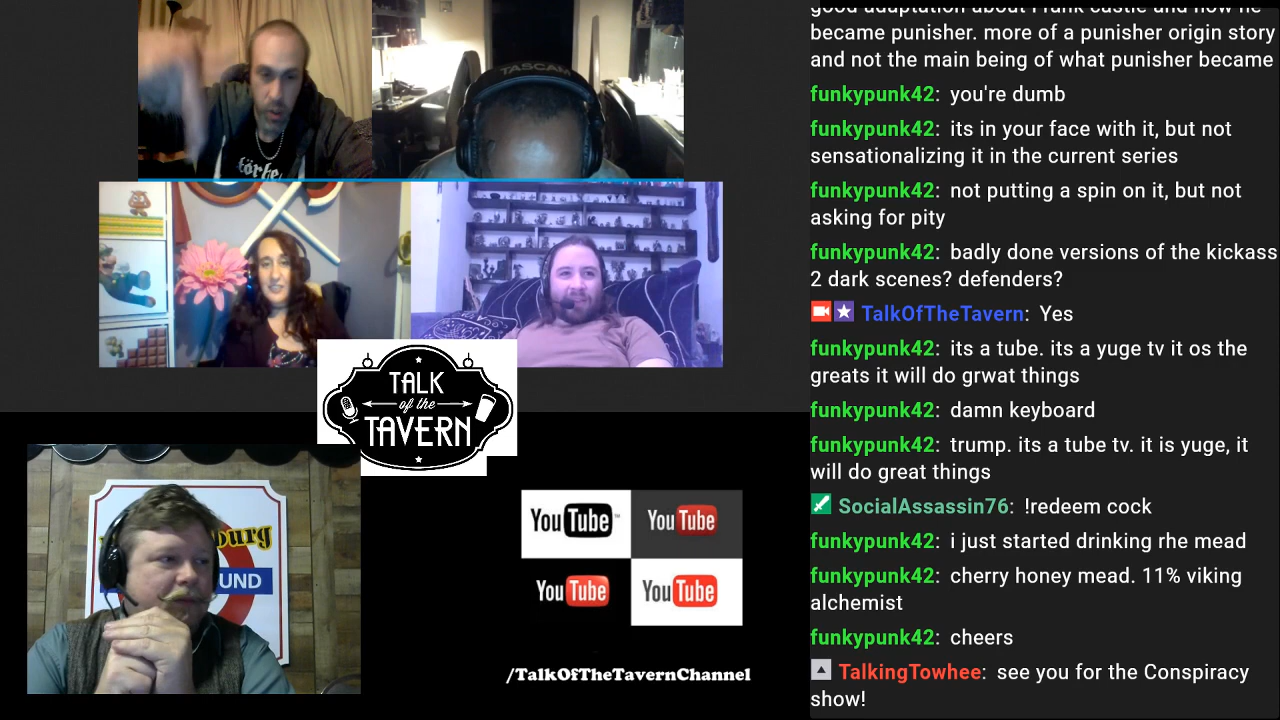 TASCAM
TALK
of the
TAVERN
burg
UND
YouTube™
YouTube
YouTube
YouTube
/TalkOfTheTavernChannel
became punisher. more of a punisher origin story
and not the main being of what punisher became
funkypunk42: you're dumb
funkypunk42: its in your face with it, but not
sensationalizing it in the current series
funkypunk42: not putting a spin on it, but not
asking for pity
funkypunk42: badly done versions of the kickass
2 dark scenes? defenders?
TalkOfTheTavern: Yes
funkypunk42: its a tube. its a yuge tv it os the
greats it will do grwat things
funkypunk42: damn keyboard
funkypunk42: trump. its a tube tv. it is yuge, it
will do great things
SocialAssassin76: !redeem cock
funkypunk42: i just started drinking rhe mead
funkypunk42: cherry honey mead. 11% viking
alchemist
funkypunk42: cheers
TalkingTowhee: see you for the Conspiracy
show!